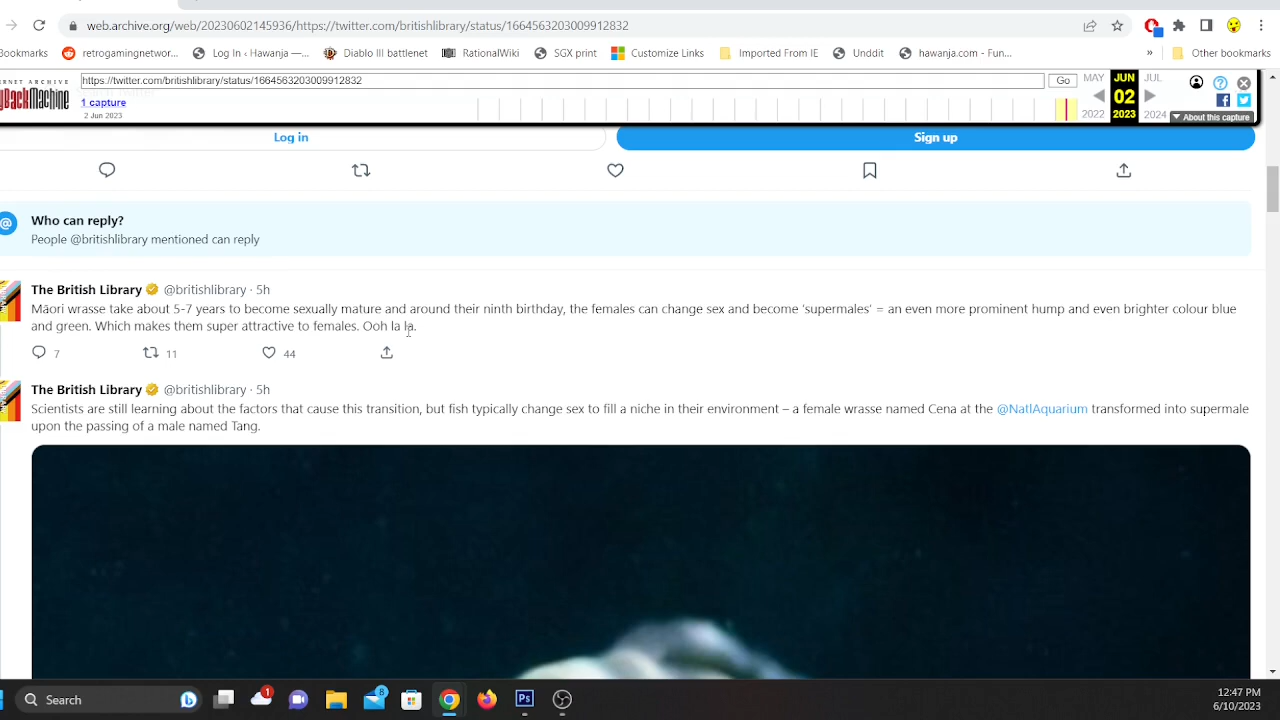 web.archive.org/web/20230602145936/https://twitter.com/britishlibrary/status/1664563203009912832
Bookmarks retrogamingnetwor... Log In ‹ Hawanja —... Diablo III battlenet RationalWiki SGX print Customize Links Imported From IE Unddit hawanja.com - Fun... » Other bookmarks
https://twitter.com/britishlibrary/status/1664563203009912832 Go MAY JUN JUL
1 capture 02
2 Jun 2023 2022 2023 2024 About this capture
Log in Sign up
Who can reply?
People @britishlibrary mentioned can reply
The British Library @britishlibrary · 5h
Māori wrasse take about 5-7 years to become sexually mature and around their ninth birthday, the females can change sex and become ‘supermales’ = an even more prominent hump and even brighter colour blue
and green. Which makes them super attractive to females. Ooh la la.
7 11 44
The British Library @britishlibrary · 5h
Scientists are still learning about the factors that cause this transition, but fish typically change sex to fill a niche in their environment – a female wrasse named Cena at the @NatlAquarium transformed into supermale
upon the passing of a male named Tang.
Search 1 8 Ps 12:47 PM
6/10/2023